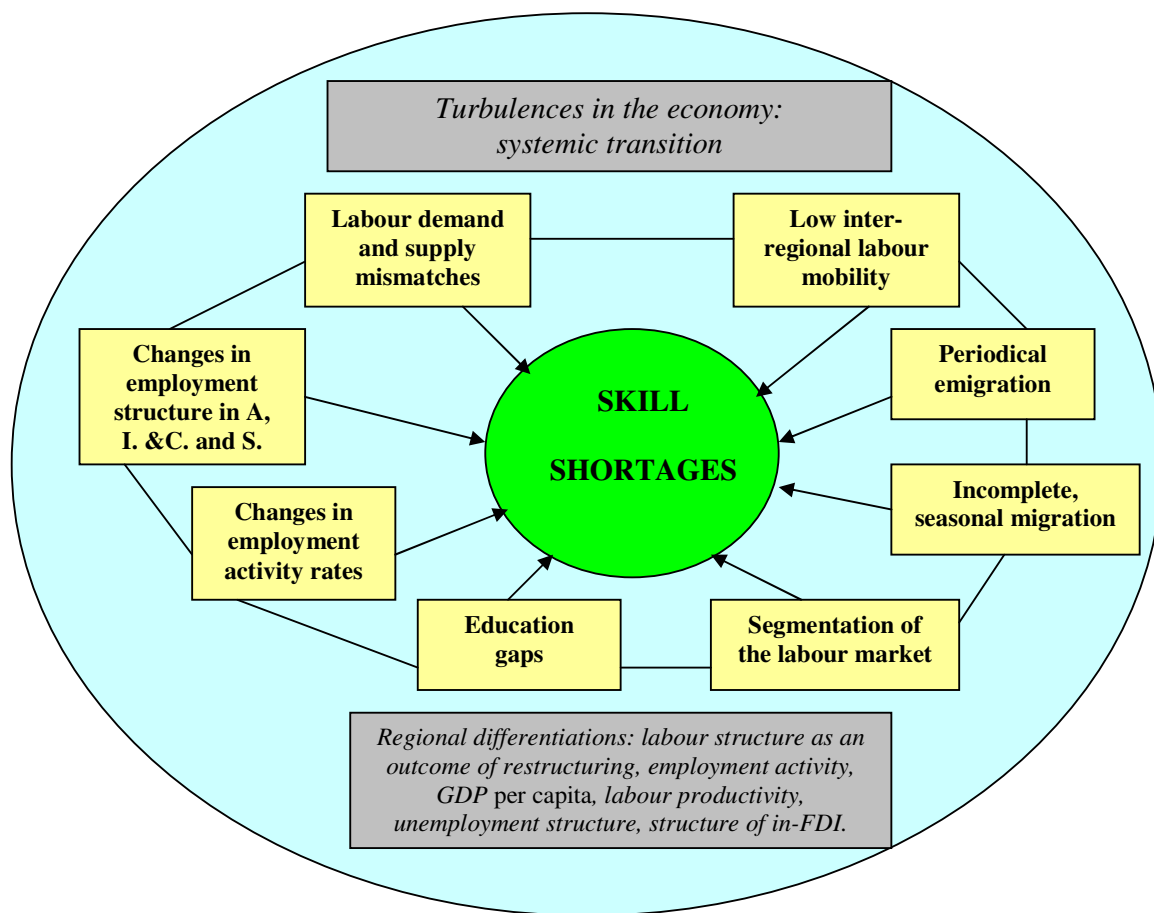 Turbulences in the economy:
systemic transition
Labour demand
and supply
mismatches
Low inter-
regional labour
mobility
Changes in
employment
structure in A,
I. &C. and S.
SKILL
SHORTAGES
Periodical
emigration
Incomplete,
seasonal migration
Changes in
employment
activity rates
Education
gaps
Segmentation of
the labour market
Regional differentiations: labour structure as an
outcome of restructuring, employment activity,
GDP per capita, labour productivity,
unemployment structure, structure of in-FDI.